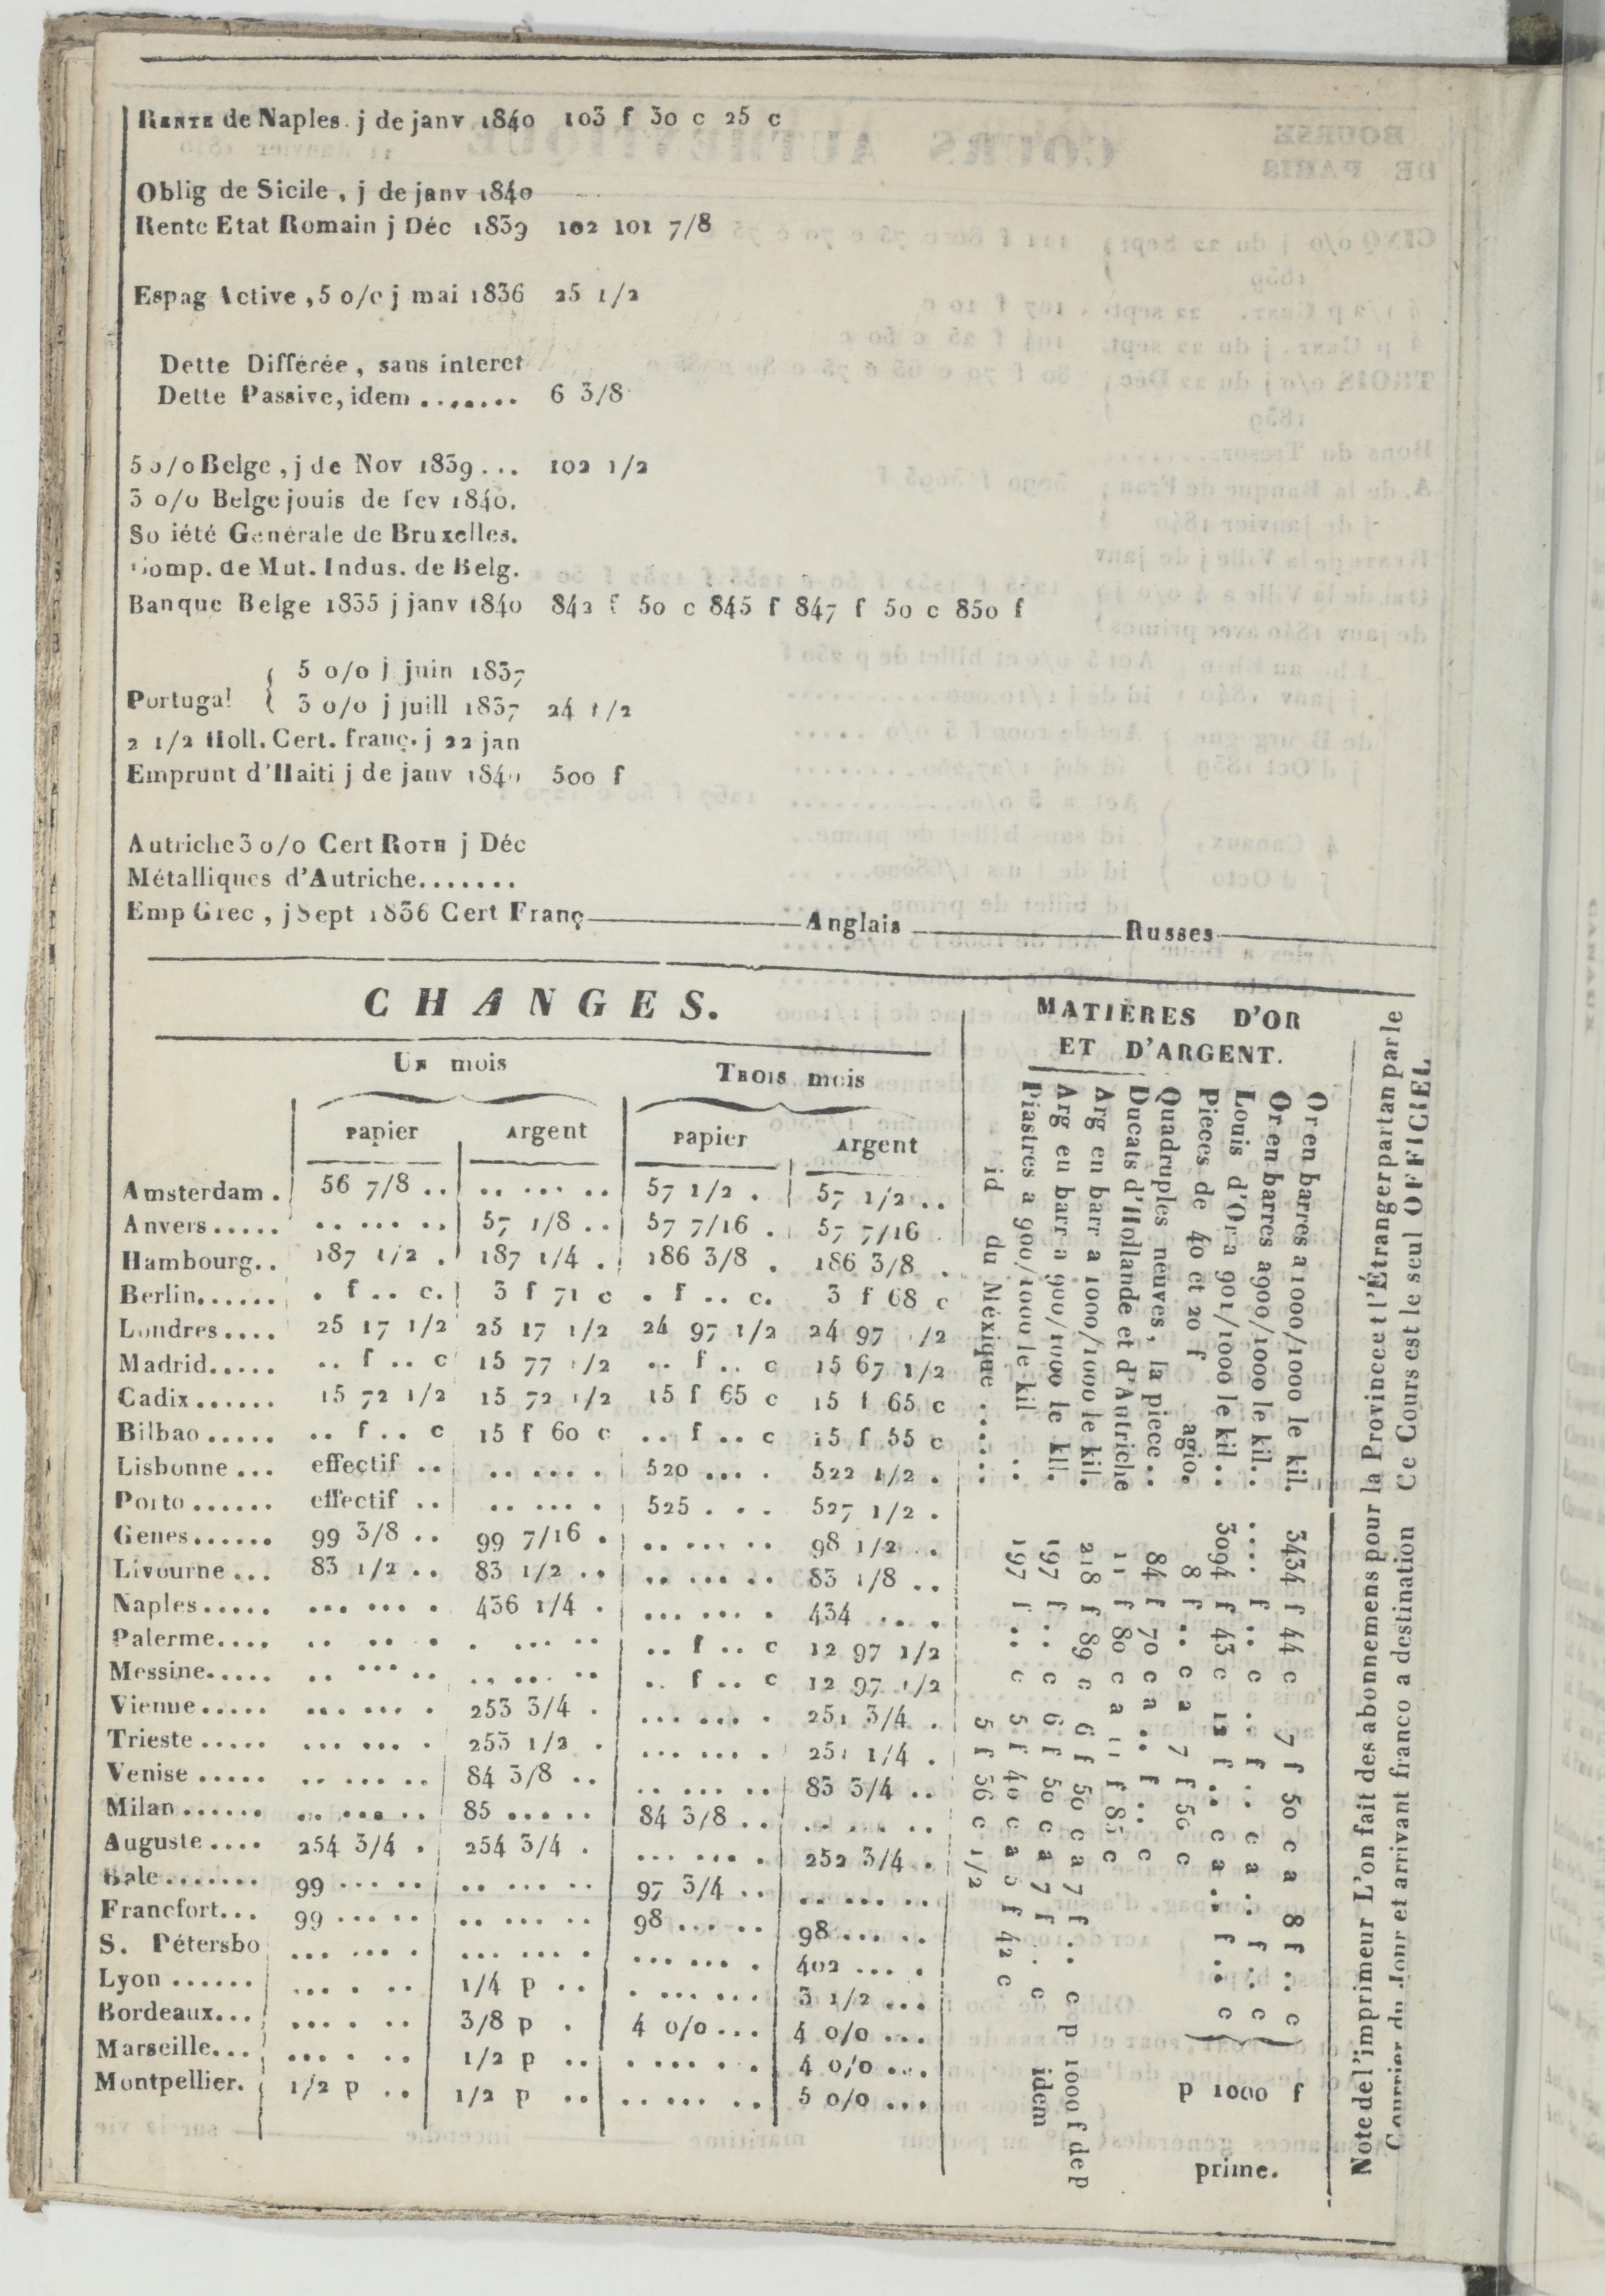 RENTE de Naples. j de janv 1840 103 f 30 c 25 c
Oblig de Sicile, j de janv 1840
Rente Etat Romain j Déc 1839 102 101 7/8
Espag Active, 5 o/o j mai 1836 25 1/2
Dette Différée, sans interet
Dette Passive, idem ....... 6 3/8
5 o/o Belge, j de Nov 1839... 102 1/2
3 o/o Belge jouis de fev 1840.
So iété Genérale de Bruxelles.
Comp. de Mut. Indus. de Belg.
Banque Belge 1835 j janv 1840 842 f 50 c 845 f 847 f 50 c 850 f
Portugal { 5 o/o j juin 1837
3 o/o j juill 1837 24 1/2
2 1/2 Holl. Cert. franç. j 22 jan
Emprunt d'Haiti j de janv 1840 500 f
Autriche 3 o/o Cert ROTH j Déc
Métalliques d'Autriche.......
Emp Grec, j Sept 1836 Cert Franç Anglais Russes
CHANGES.
UN mois TROIS mois
PAPIER ARGENT PAPIER ARGENT
Amsterdam. 56 7/8 .. .. ... .. 57 1/2 . 57 1/2 ..
Anvers..... .. ... .. 57 1/8 .. 57 7/16 . 57 7/16 .
Hambourg.. 187 1/2 . 187 1/4 . 186 3/8 . 186 3/8 .
Berlin...... . f .. c. 3 f 71 c . f .. c. 3 f 68 c
Londres.... 25 17 1/2 25 17 1/2 24 97 1/2 24 97 1/2
Madrid..... .. f .. c 15 77 1/2 .. f .. c 15 67 1/2
Cadix...... 15 72 1/2 15 72 1/2 15 f 65 c 15 f 65 c
Bilbao..... .. f .. c 15 f 60 c .. f .. c 15 f 55 c
Lisbonne... effectif .. .. ... . 520 ... . 522 1/2 .
Porto...... effectif .. .. ... . 525 . . . 527 1/2 .
Genes...... 99 3/8 .. 99 7/16 . .. ... .. 98 1/2 . .
Livourne... 83 1/2 .. 83 1/2 .. .. ... .. 83 1/8 ..
Naples..... ... ... . 436 1/4 . ... ... . 434 ... .
Palerme.... .. .. . . ... .. .. f .. c 12 97 1/2
Messine..... .. ... .. .. ... .. .. f .. c 12 97 1/2
Vienne..... ... ... . 253 3/4 . ... ... . 251 3/4 .
Trieste..... ... ... . 253 1/2 . ... ... . 251 1/4 .
Venise..... .. ... .. 84 3/8 .. .. ... .. 83 3/4 ..
Milan...... .. ... .. 85 ... .. 84 3/8 .. .. ... ..
Auguste.... 254 3/4 . 254 3/4 . ... ... . 252 3/4 .
Bale....... 99 ... .. .. ... .. 97 3/4 .. .. ... ..
Francfort... 99 ... .. .. ... .. 98 ... .. 98 ... ..
S. Pétersbo ... ... . ... ... . ... ... . 402 ... .
Lyon...... ... . .. 1/4 p .. . ... ... 3 1/2 ...
Bordeaux... ... . .. 3/8 p . 4 o/o ... 4 o/o ...
Marseille... ... . .. 1/2 p .. . ... . . 4 o/o ...
Montpellier. 1/2 p .. 1/2 p .. .. ... .. 5 o/o ...
MATIÈRES D'OR
ET D'ARGENT.
Or en barres a 1000/1000 le kil. 3434 f 44 c 7 f 50 c a 8 f .. c
Or en barres a 900/1000 le kil.. .... f .. c .. f .. c a .. f .. c
Louis d'Or a 901/1000 le kil.. 3094 f 43 c 12 f .. c a .. f .. c
p 1000 f
prime.
Pieces de 40 et 20 f agio. 8 f .. c a 7 f 50 c
Quadruples neuves, la piece.. 84 f 70 c a .. f .. c
Ducats d'Hollande et d'Autriche 11 f 80 c a 11 f 85 c
Arg en barr a 1000/1000 le kil. 218 f 89 c 6 f 50 c a 7 f .. c p 1000 f de p
Arg en barr a 900/1000 le kil. 197 f .. c 6 f 50 c a 7 f .. c idem
Piastres a 900/1000 le kil .. 197 f .. c 5 f 40 c a 5 f 42 c
id du Méxique ..... 5 f 36 c 1/2
Note de l'imprimeur L'on fait des abonnemens pour la Province et l'Étranger partan par le
Courrier du Jour et arrivant franco a destination Ce Cours est le seul OFFICIEL